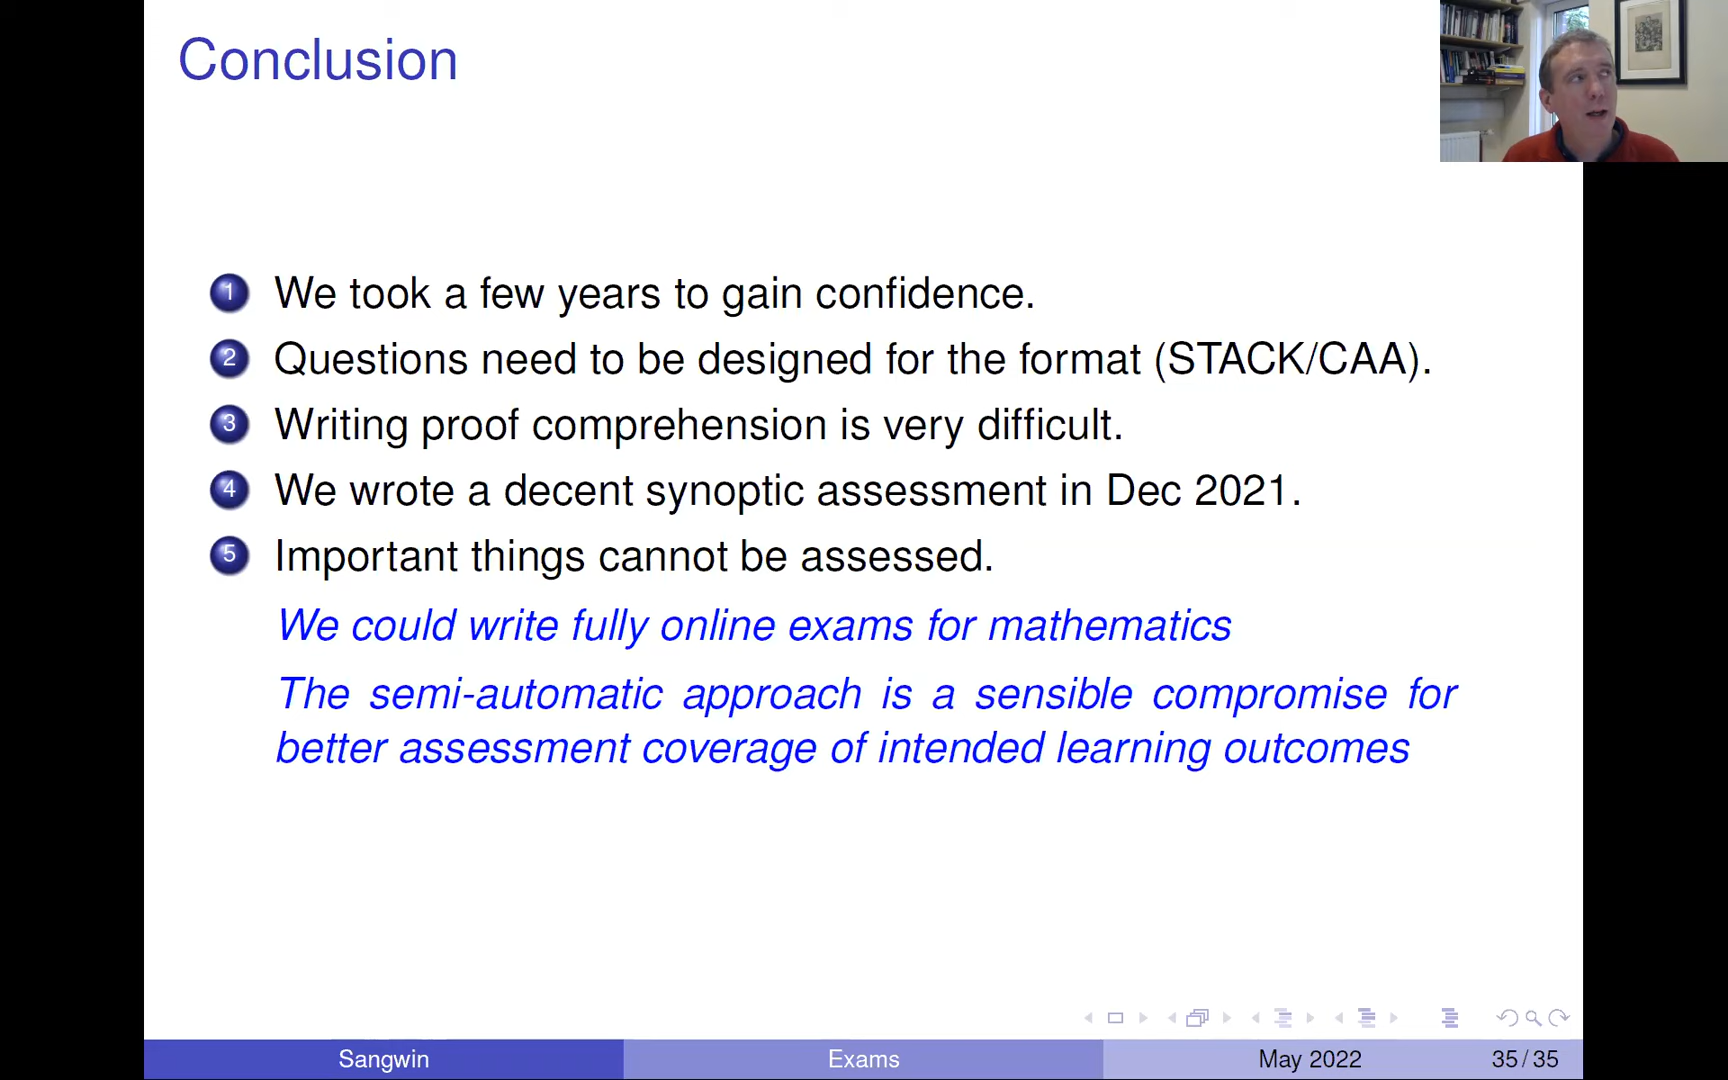 Conclusion
1 We took a few years to gain confidence.
2 Questions need to be designed for the format (STACK/CAA).
3 Writing proof comprehension is very difficult.
4 We wrote a decent synoptic assessment in Dec 2021.
5 Important things cannot be assessed.
We could write fully online exams for mathematics
The semi-automatic approach is a sensible compromise for
better assessment coverage of intended learning outcomes
Sangwin Exams May 2022 35/35